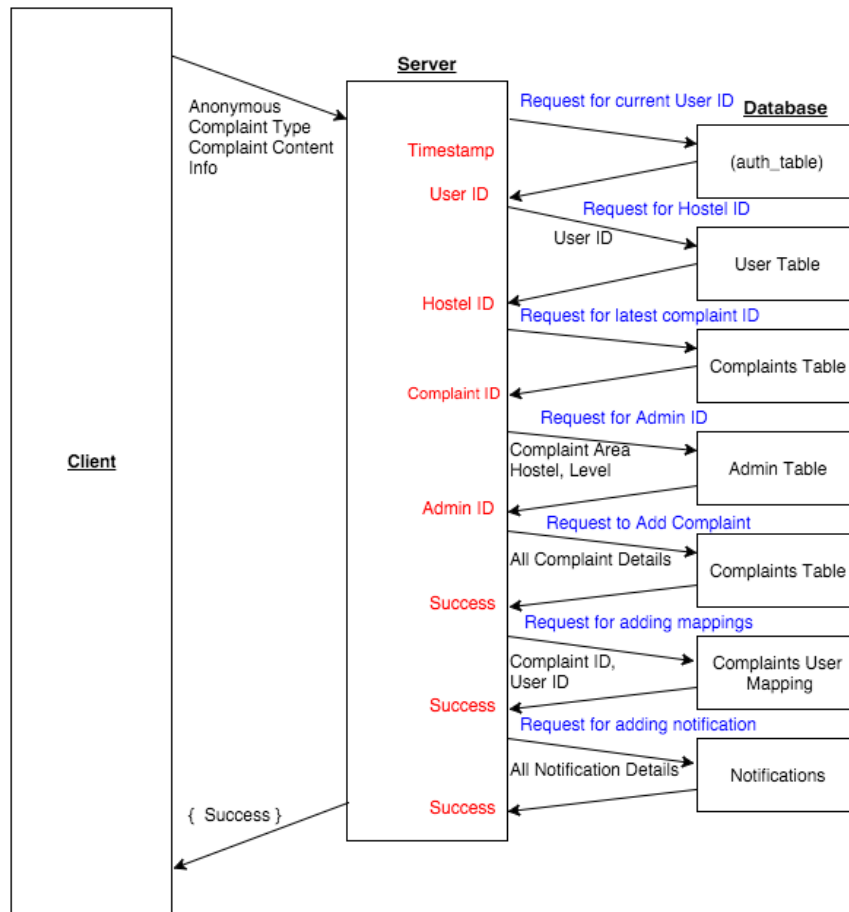 Server
Request for current User ID
Database
Anonymous
Complaint Type
Complaint Content
Info
Timestamp
(auth_table)
User ID
Request for Hostel ID
User ID
User Table
Hostel ID
Request for latest complaint ID
Complaints Table
Complaint ID
Request for Admin ID
Client
Complaint Area
Hostel, Level
Admin Table
Admin ID
Request to Add Complaint
All Complaint Details
Complaints Table
Success
Request for adding mappings
Complaint ID,
User ID
Complaints User
Mapping
Success
Request for adding notification
All Notification Details
Notifications
Success
{ Success }